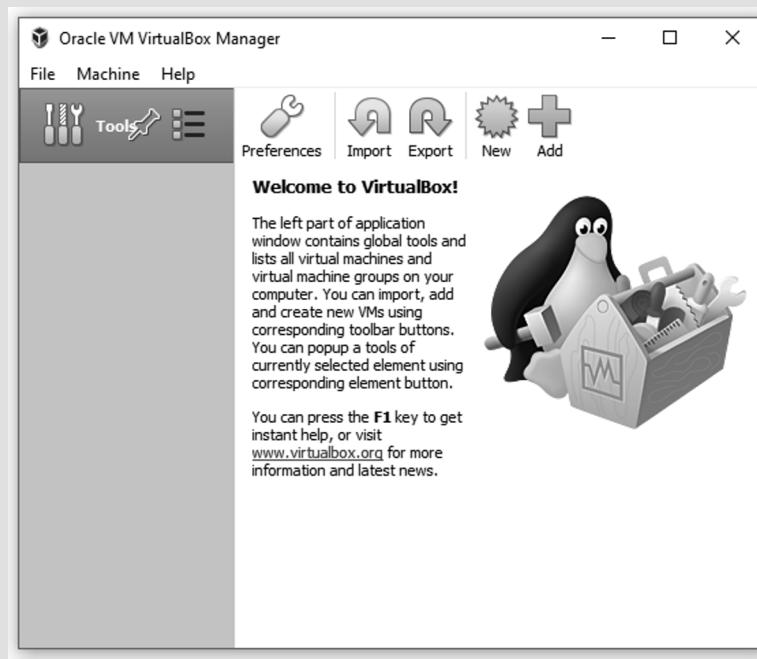 Oracle VM VirtualBox Manager
File Machine Help
Tools
Preferences Import Export New Add
Welcome to VirtualBox!
The left part of application
window contains global tools and
lists all virtual machines and
virtual machine groups on your
computer. You can import, add
and create new VMs using
corresponding toolbar buttons.
You can popup a tools of
currently selected element using
corresponding element button.
You can press the F1 key to get
instant help, or visit
www.virtualbox.org for more
information and latest news.
VM